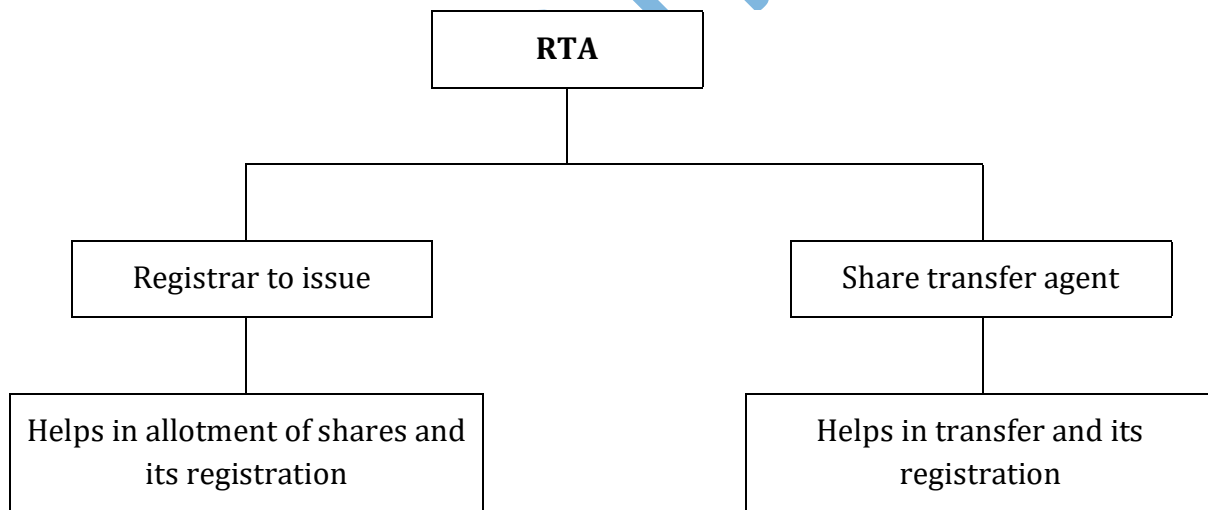 RTA
Registrar to issue
Share transfer agent
Helps in allotment of shares and
its registration
Helps in transfer and its
registration